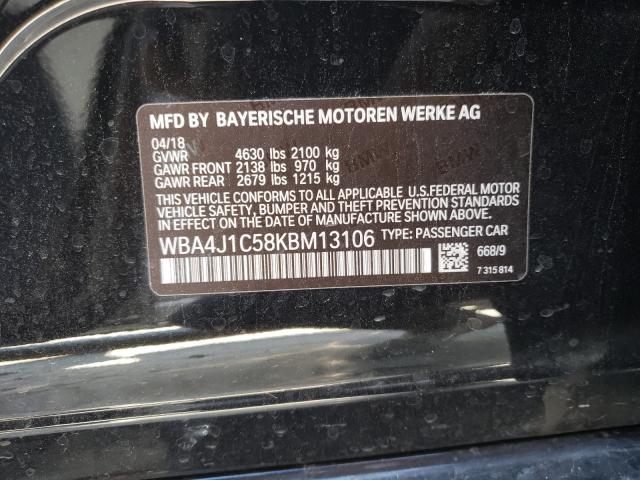 MFD BY BAYERISCHE MOTOREN WERKE AG
04/18
GVWR 4630 lbs 2100 kg
GAWR FRONT 2138 lbs 970 kg
GAWR REAR 2679 lbs 1215 kg
THIS VEHICLE CONFORMS TO ALL APPLICABLE U.S.FEDERAL MOTOR
VEHICLE SAFETY, BUMPER AND THEFT PREVENTION STANDARDS
IN EFFECT ON THE DATE OF MANUFACTURE SHOWN ABOVE.
WBA4J1C58KBM13106 TYPE: PASSENGER CAR
668/9
7 315 814